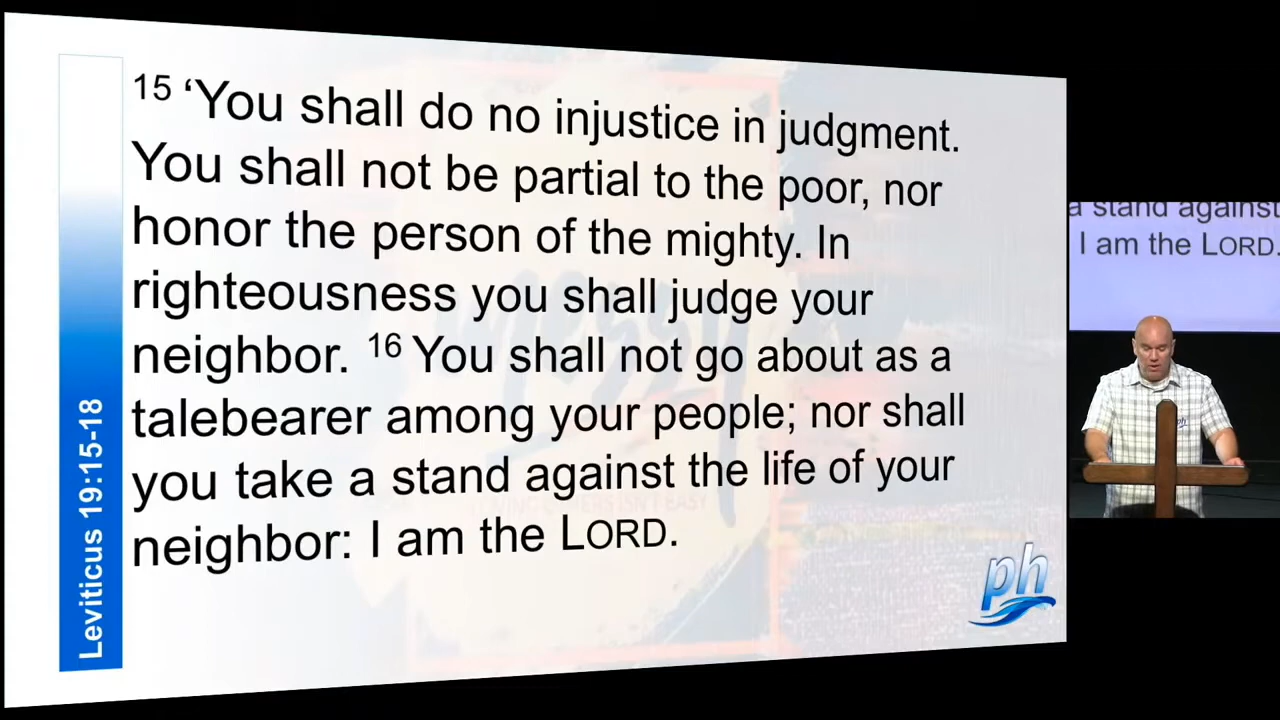 15 ‘You shall do no injustice in judgment.
You shall not be partial to the poor, nor
honor the person of the mighty. In
righteousness you shall judge your
neighbor. 16 You shall not go about as a
talebearer among your people; nor shall
you take a stand against the life of your
neighbor: I am the LORD.
Leviticus 19:15-18
ph
a stand against
I am the LORD.
ph